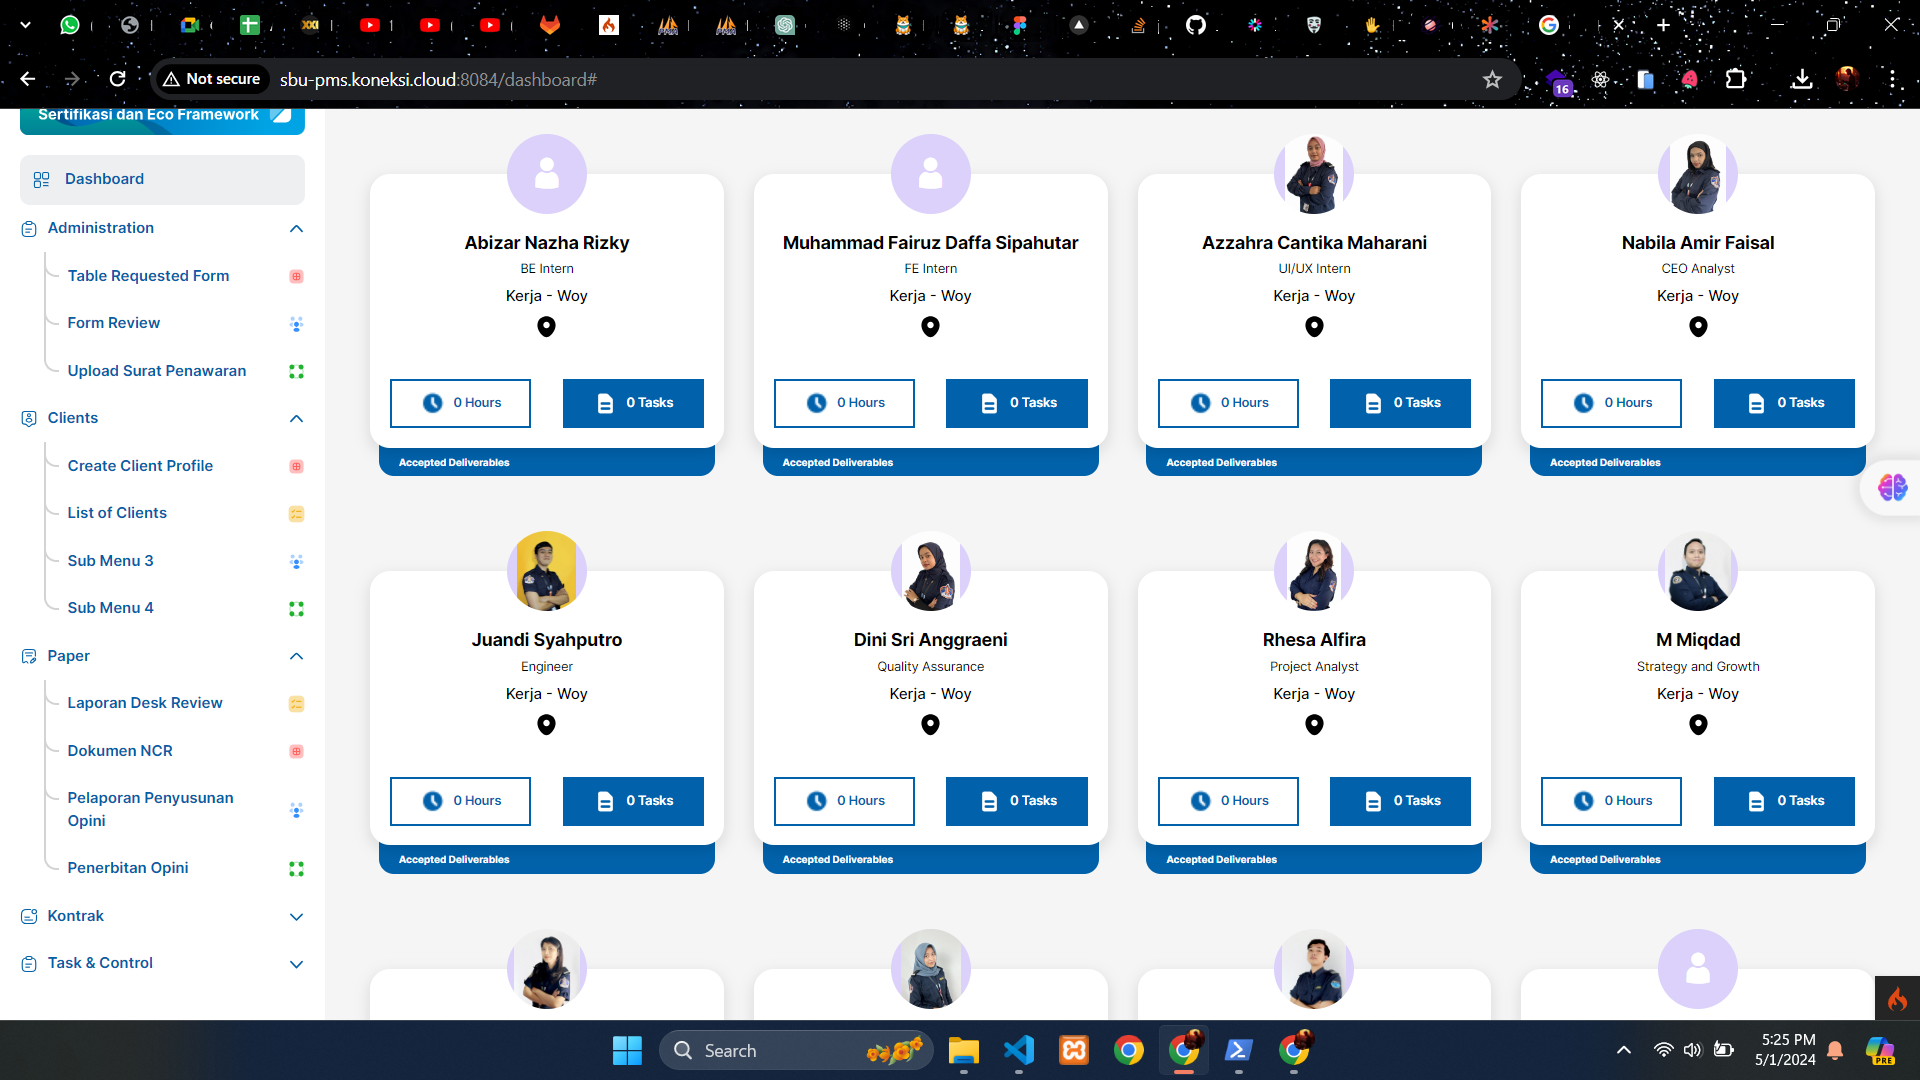 Not secure
sbu-pms.koneksi.cloud:8084/dashboard#
16
Sertifikasi dan Eco Framework
Dashboard
Administration
Table Requested Form
Form Review
Upload Surat Penawaran
Clients
Create Client Profile
List of Clients
Sub Menu 3
Sub Menu 4
Paper
Laporan Desk Review
Dokumen NCR
Pelaporan Penyusunan
Opini
Penerbitan Opini
Kontrak
Task & Control
Abizar Nazha Rizky
BE Intern
Kerja - Woy
0 Hours
0 Tasks
Accepted Deliverables
Muhammad Fairuz Daffa Sipahutar
FE Intern
Kerja - Woy
0 Hours
0 Tasks
Accepted Deliverables
Azzahra Cantika Maharani
UI/UX Intern
Kerja - Woy
0 Hours
0 Tasks
Accepted Deliverables
Nabila Amir Faisal
CEO Analyst
Kerja - Woy
0 Hours
0 Tasks
Accepted Deliverables
Juandi Syahputro
Engineer
Kerja - Woy
0 Hours
0 Tasks
Accepted Deliverables
Dini Sri Anggraeni
Quality Assurance
Kerja - Woy
0 Hours
0 Tasks
Accepted Deliverables
Rhesa Alfira
Project Analyst
Kerja - Woy
0 Hours
0 Tasks
Accepted Deliverables
M Miqdad
Strategy and Growth
Kerja - Woy
0 Hours
0 Tasks
Accepted Deliverables
Search
5:25 PM
5/1/2024
PRE